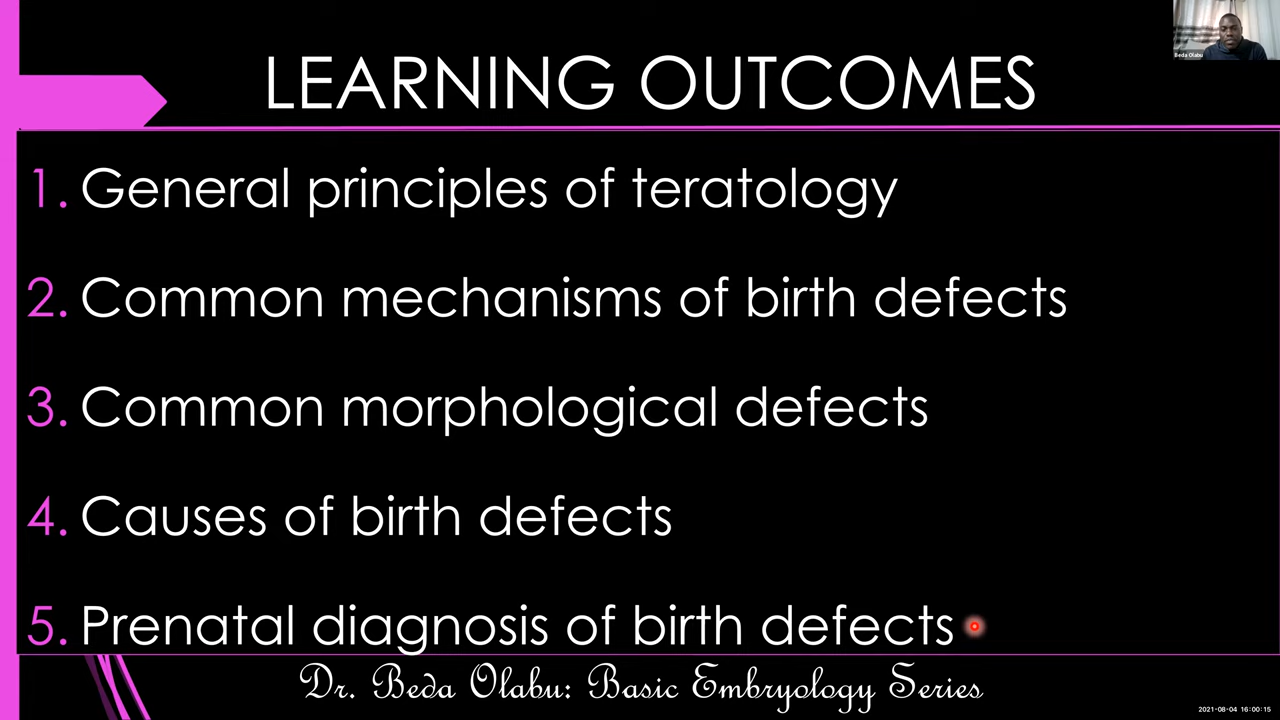 Beda Olabu
LEARNING OUTCOMES
1. General principles of teratology
2. Common mechanisms of birth defects
3. Common morphological defects
4. Causes of birth defects
5. Prenatal diagnosis of birth defects
Dr. Beda Olabu: Basic Embryology Series
2021-08-04 16:00:15